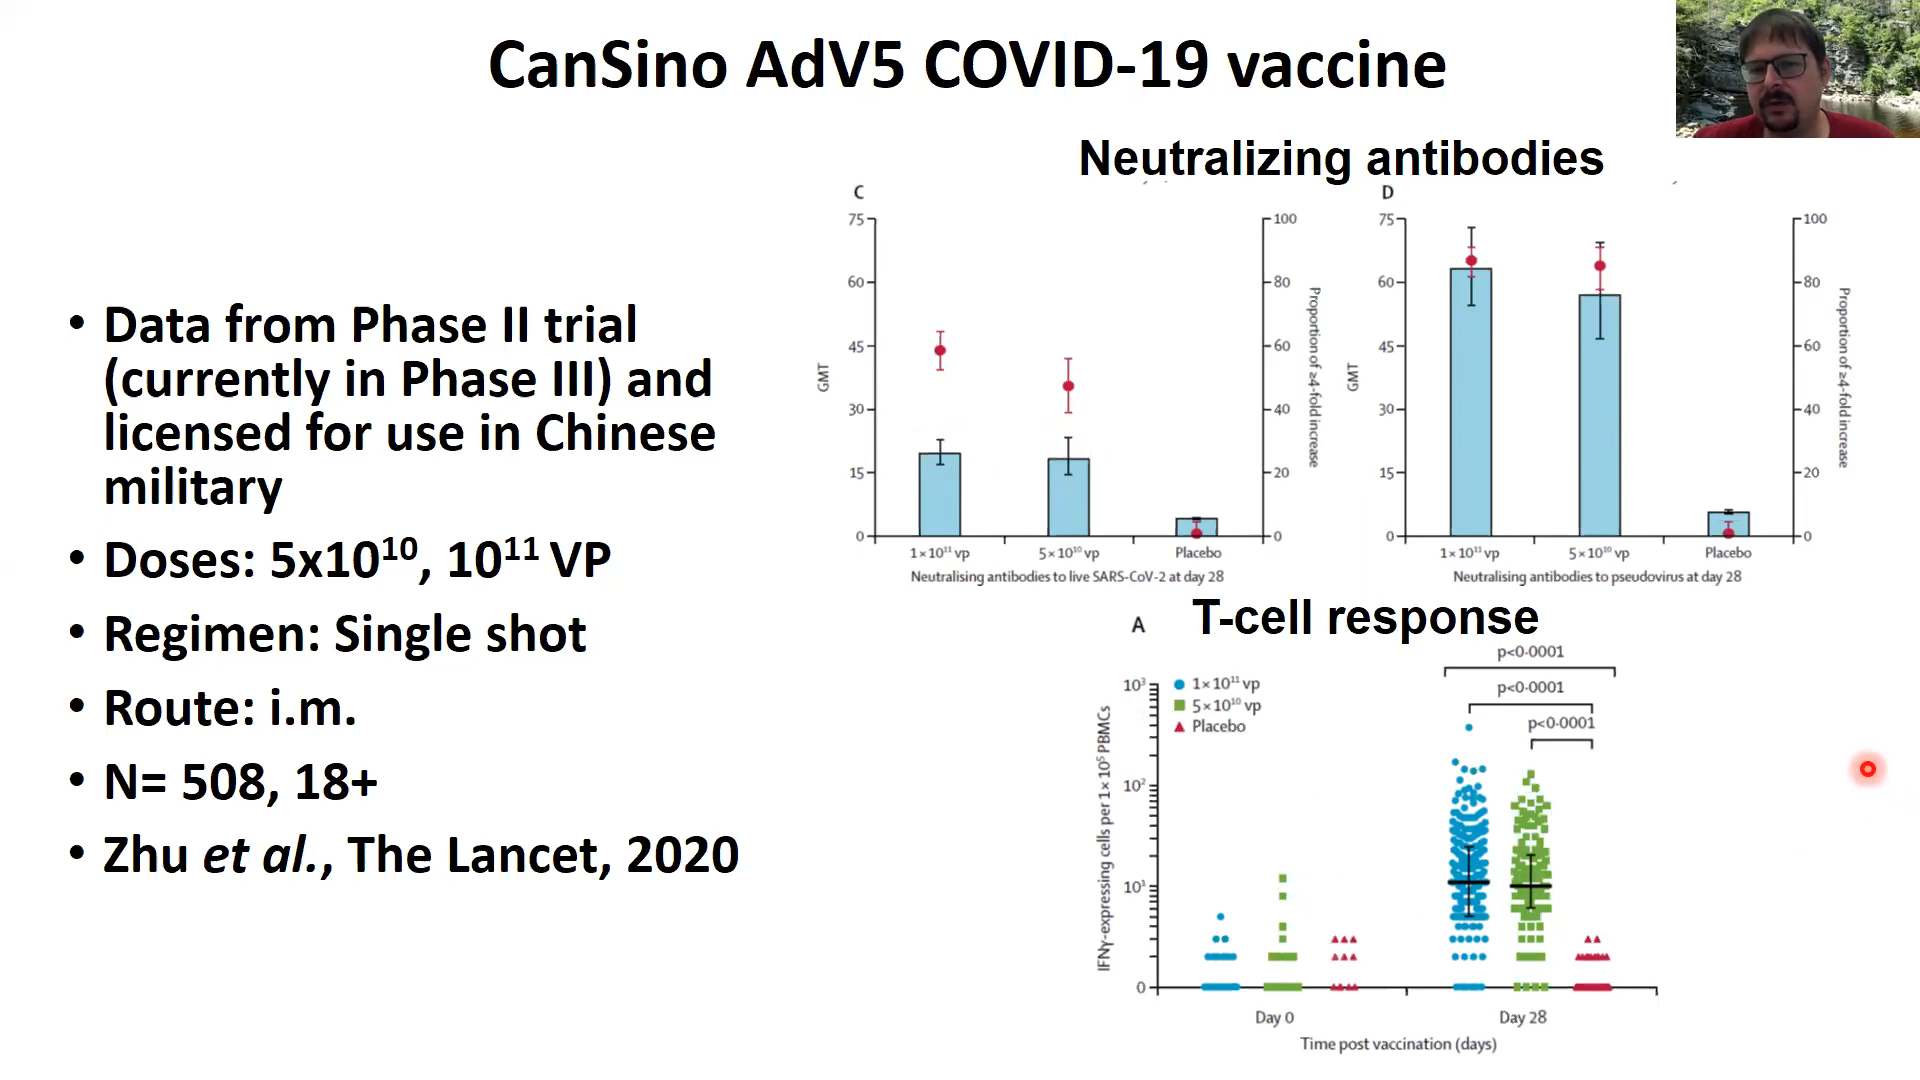 CanSino AdV5 COVID-19 vaccine
• Data from Phase II trial
(currently in Phase III) and
licensed for use in Chinese
military
• Doses: 5x10¹⁰, 10¹¹ VP
• Regimen: Single shot
• Route: i.m.
• N= 508, 18+
• Zhu et al., The Lancet, 2020
Neutralizing antibodies
C
75
60
45
30
15
0
GMT
100
80
60
40
20
0
Proportion of ≥4-fold increase
1×10¹¹ vp
5×10¹⁰ vp
Placebo
Neutralising antibodies to live SARS-CoV-2 at day 28
D
75
60
45
30
15
0
GMT
100
80
60
40
20
0
Proportion of ≥4-fold increase
1×10¹¹ vp
5×10¹⁰ vp
Placebo
Neutralising antibodies to pseudovirus at day 28
T-cell response
A
p<0·0001
p<0·0001
p<0·0001
1×10¹¹ vp
5×10¹⁰ vp
Placebo
10³
10²
10¹
0
IFNγ-expressing cells per 1×10⁵ PBMCs
Day 0
Day 28
Time post vaccination (days)